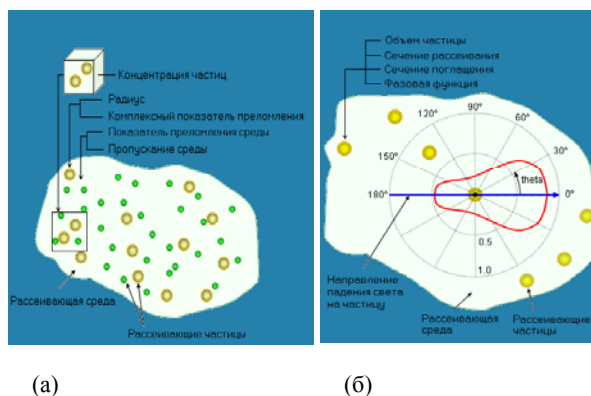 Концентрация частиц
Радиус
Комплексный показатель преломления
Показатель преломления среды
Пропускание среды
Рассеивающая среда
Рассеивающие частицы
(а)
Объем частицы
Сечение рассеивания
Сечение поглащения
Фазовая функция
90°
120°
60°
150°
30°
theta
180°
0°
0.5
1.0
Направление
падения света
на частицу
Рассеивающая
среда
Рассеивающие
частицы
(б)